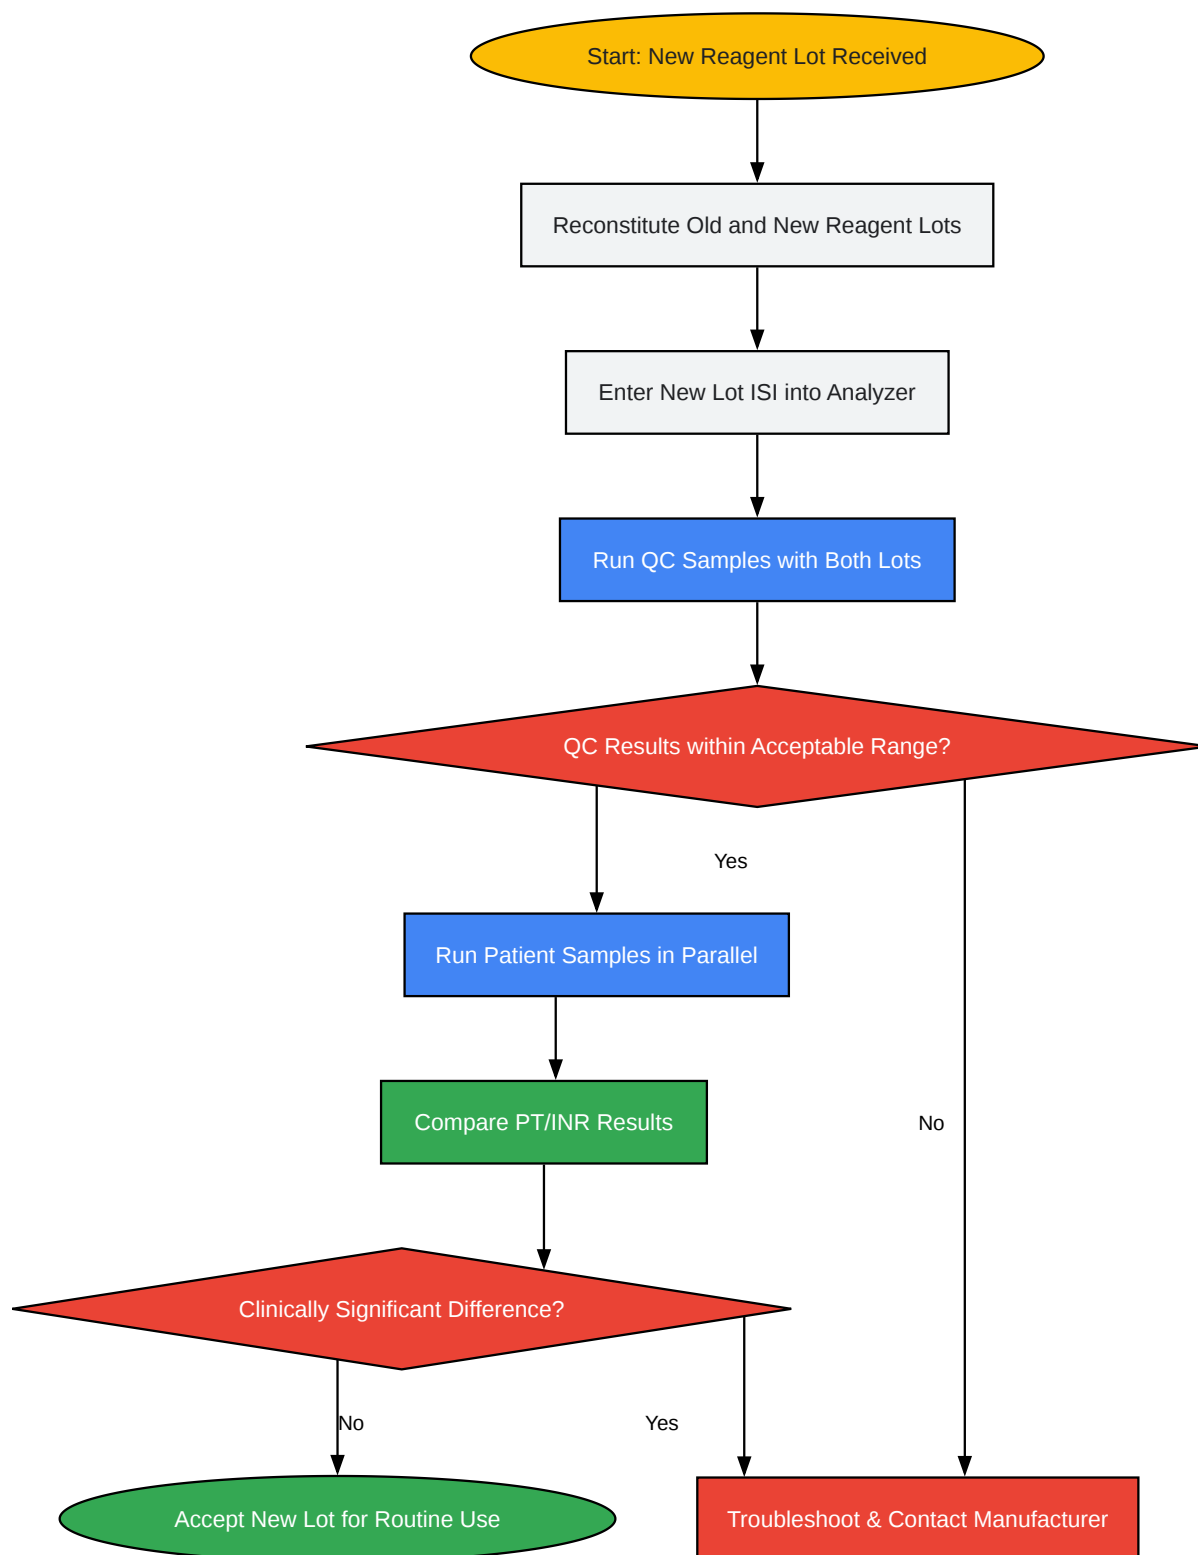 Start: New Reagent Lot Received
Reconstitute Old and New Reagent Lots
Enter New Lot ISI into Analyzer
Run QC Samples with Both Lots
QC Results within Acceptable Range?
Yes
Run Patient Samples in Parallel
Compare PT/INR Results
No
Clinically Significant Difference?
No
Yes
Accept New Lot for Routine Use
Troubleshoot & Contact Manufacturer